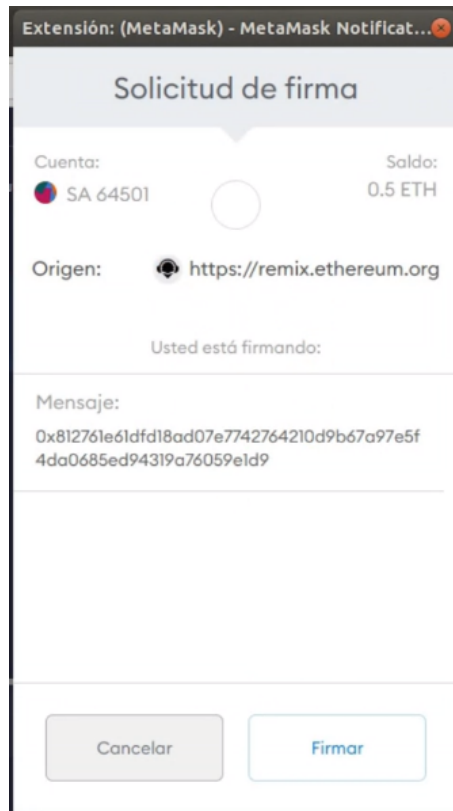 Extensión: (MetaMask) - MetaMask Notificat...
Solicitud de firma
Cuenta:
Saldo:
SA 64501
0.5 ETH
Origen: https://remix.ethereum.org
Usted está firmando:
Mensaje:
0x812761e61dfd18ad07e7742764210d9b67a97e5f
4da0685ed94319a76059e1d9
Cancelar
Firmar